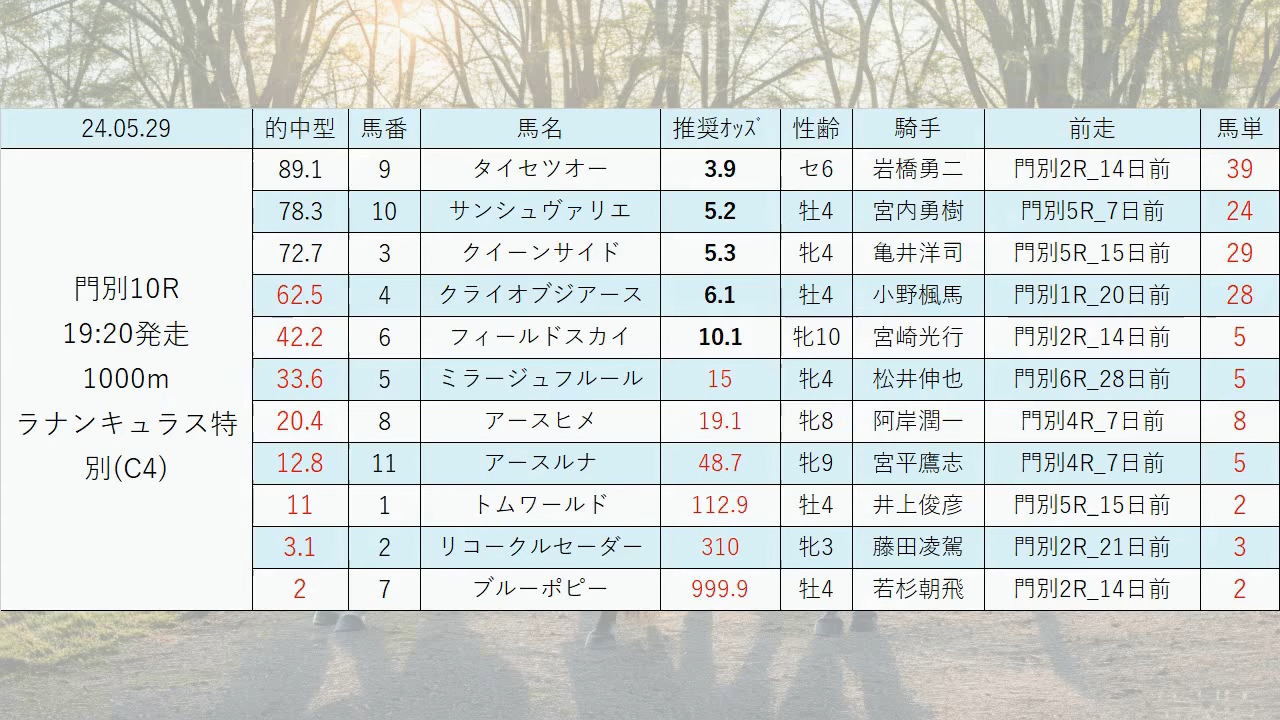 24.05.29 的中型 馬番 馬名 推奨ｵｯｽﾞ 性齢 騎手 前走 馬単
門別10R
19:20発走
1000m
ラナンキュラス特
別(C4)
89.1 9 タイセツオー 3.9 セ6 岩橋勇二 門別2R_14日前 39
78.3 10 サンシュヴァリエ 5.2 牡4 宮内勇樹 門別5R_7日前 24
72.7 3 クイーンサイド 5.3 牝4 亀井洋司 門別5R_15日前 29
62.5 4 クライオブジアース 6.1 牡4 小野楓馬 門別1R_20日前 28
42.2 6 フィールドスカイ 10.1 牝10 宮崎光行 門別2R_14日前 5
33.6 5 ミラージュフルール 15 牝4 松井伸也 門別6R_28日前 5
20.4 8 アースヒメ 19.1 牝8 阿岸潤一 門別4R_7日前 8
12.8 11 アースルナ 48.7 牝9 宮平鷹志 門別4R_7日前 5
11 1 トムワールド 112.9 牡4 井上俊彦 門別5R_15日前 2
3.1 2 リコークルセーダー 310 牝3 藤田凌駕 門別2R_21日前 3
2 7 ブルーポピー 999.9 牡4 若杉朝飛 門別2R_14日前 2